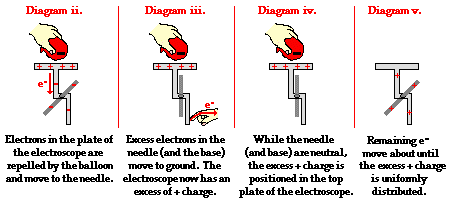 Diagram ii.
Diagram iii.
Diagram iv.
Diagram v.
e-
e-
Electrons in the plate of
the electroscope are
repelled by the balloon
and move to the needle.
Excess electrons in the
needle (and the base)
move to ground. The
electroscope now has an
excess of + charge.
While the needle
(and base) are neutral,
the excess + charge is
positioned in the top
plate of the electroscope.
Remaining e-
move about until
the excess + charge
is uniformly
distributed.